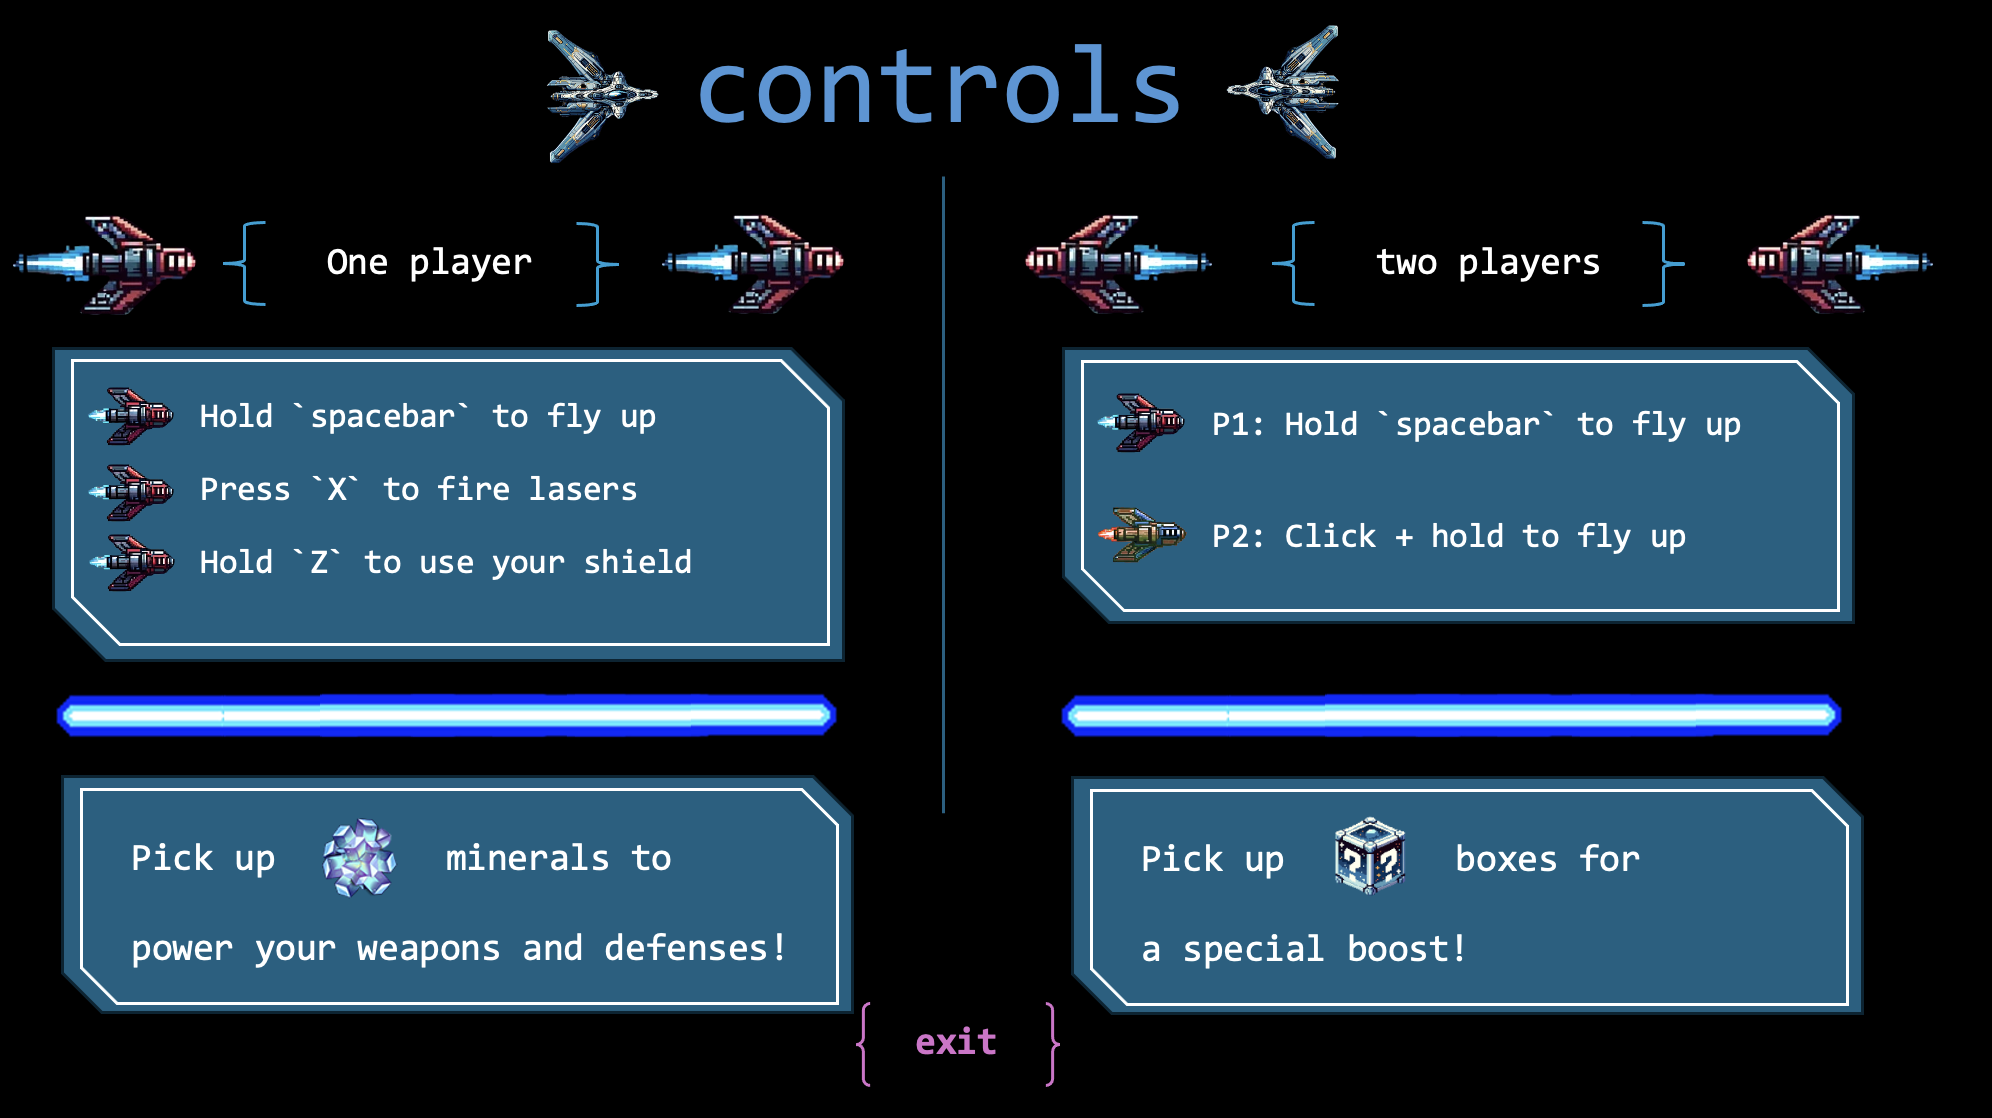 controls
One player
Hold `spacebar` to fly up
Press `X` to fire lasers
Hold `Z` to use your shield
Pick up minerals to
power your weapons and defenses!
two players
P1: Hold `spacebar` to fly up
P2: Click + hold to fly up
Pick up ? ? boxes for
a special boost!
exit